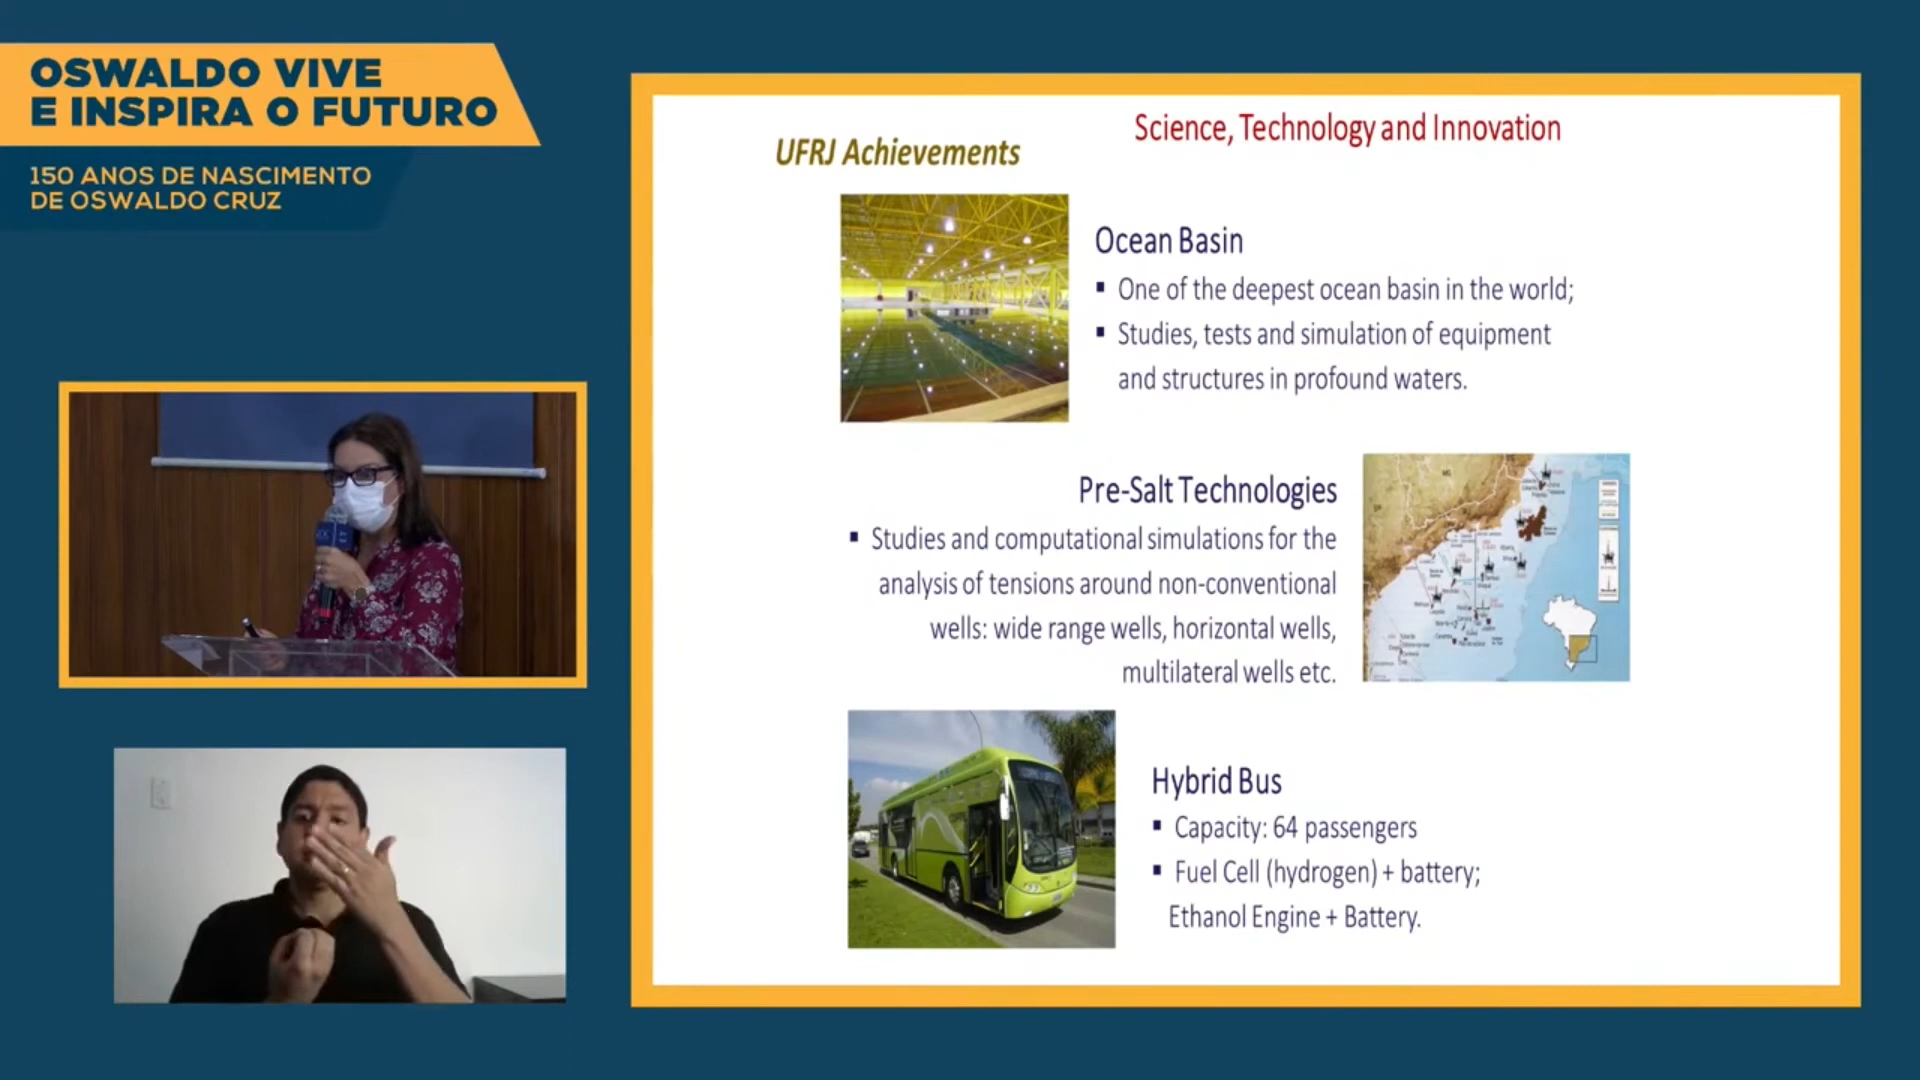 OSWALDO VIVE
E INSPIRA O FUTURO
150 ANOS DE NASCIMENTO
DE OSWALDO CRUZ
Science, Technology and Innovation
UFRJ Achievements
Ocean Basin
▪ One of the deepest ocean basin in the world;
▪ Studies, tests and simulation of equipment
and structures in profound waters.
Pre-Salt Technologies
▪ Studies and computational simulations for the
analysis of tensions around non-conventional
wells: wide range wells, horizontal wells,
multilateral wells etc.
Hybrid Bus
▪ Capacity: 64 passengers
▪ Fuel Cell (hydrogen) + battery;
Ethanol Engine + Battery.